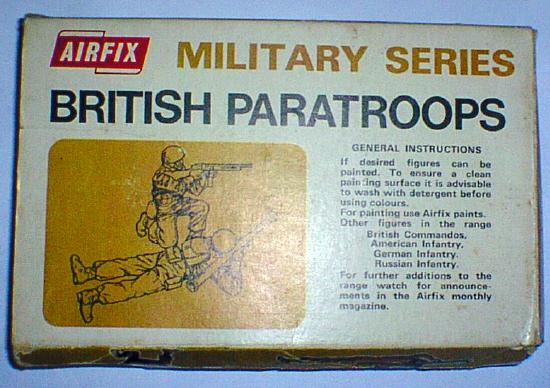 AIRFIX
MILITARY SERIES
BRITISH PARATROOPS
GENERAL INSTRUCTIONS
If desired figures can be
painted. To ensure a clean
painting surface it is advisable
to wash with detergent before
using colours.
For painting use Airfix paints.
Other figures in the range
British Commandos.
American Infantry.
German Infantry.
Russian Infantry.
For further additions to the
range watch for announce-
ments in the Airfix monthly
magazine.